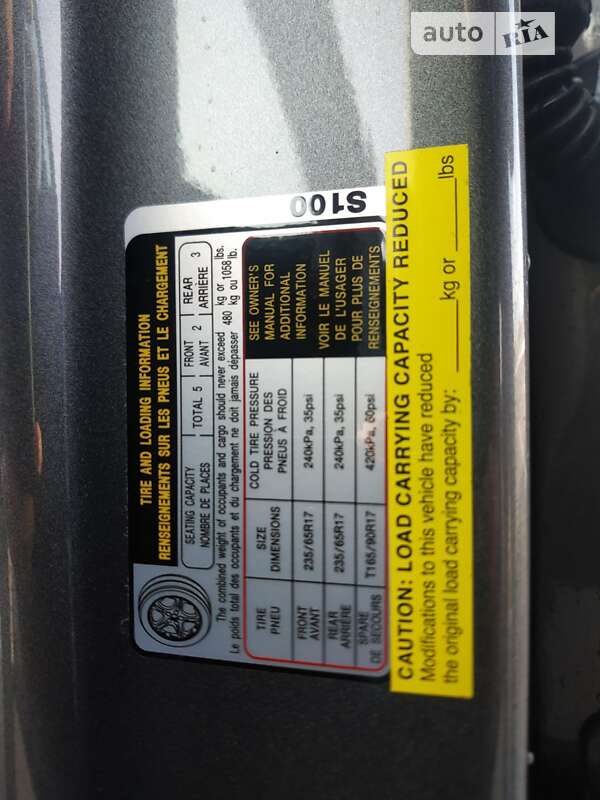 auto RIA
S100
TIRE AND LOADING INFORMATION
RENSEIGNEMENTS SUR LES PNEUS ET LE CHARGEMENT
SEATING CAPACITY TOTAL 5 FRONT 2 REAR 3
NOMBRE DE PLACES AVANT ARRIÈRE
The combined weight of occupants and cargo should never exceed 480 kg or 1058 lbs.
Le poids total des occupants et du chargement ne doit jamais dépasser kg ou lb.
TIRE SIZE COLD TIRE PRESSURE
PNEU DIMENSIONS PRESSION DES
PNEUS À FROID
FRONT 235/65R17 240kPa, 35psi
AVANT
REAR 235/65R17 240kPa, 35psi
ARRIÈRE
SPARE T165/90R17 420kPa, 60psi
DE SECOURS
SEE OWNER'S
MANUAL FOR
ADDITIONAL
INFORMATION
VOIR LE MANUEL
DE L'USAGER
POUR PLUS DE
RENSEIGNEMENTS
CAUTION: LOAD CARRYING CAPACITY REDUCED
Modifications to this vehicle have reduced
the original load carrying capacity by: ______kg or ______lbs